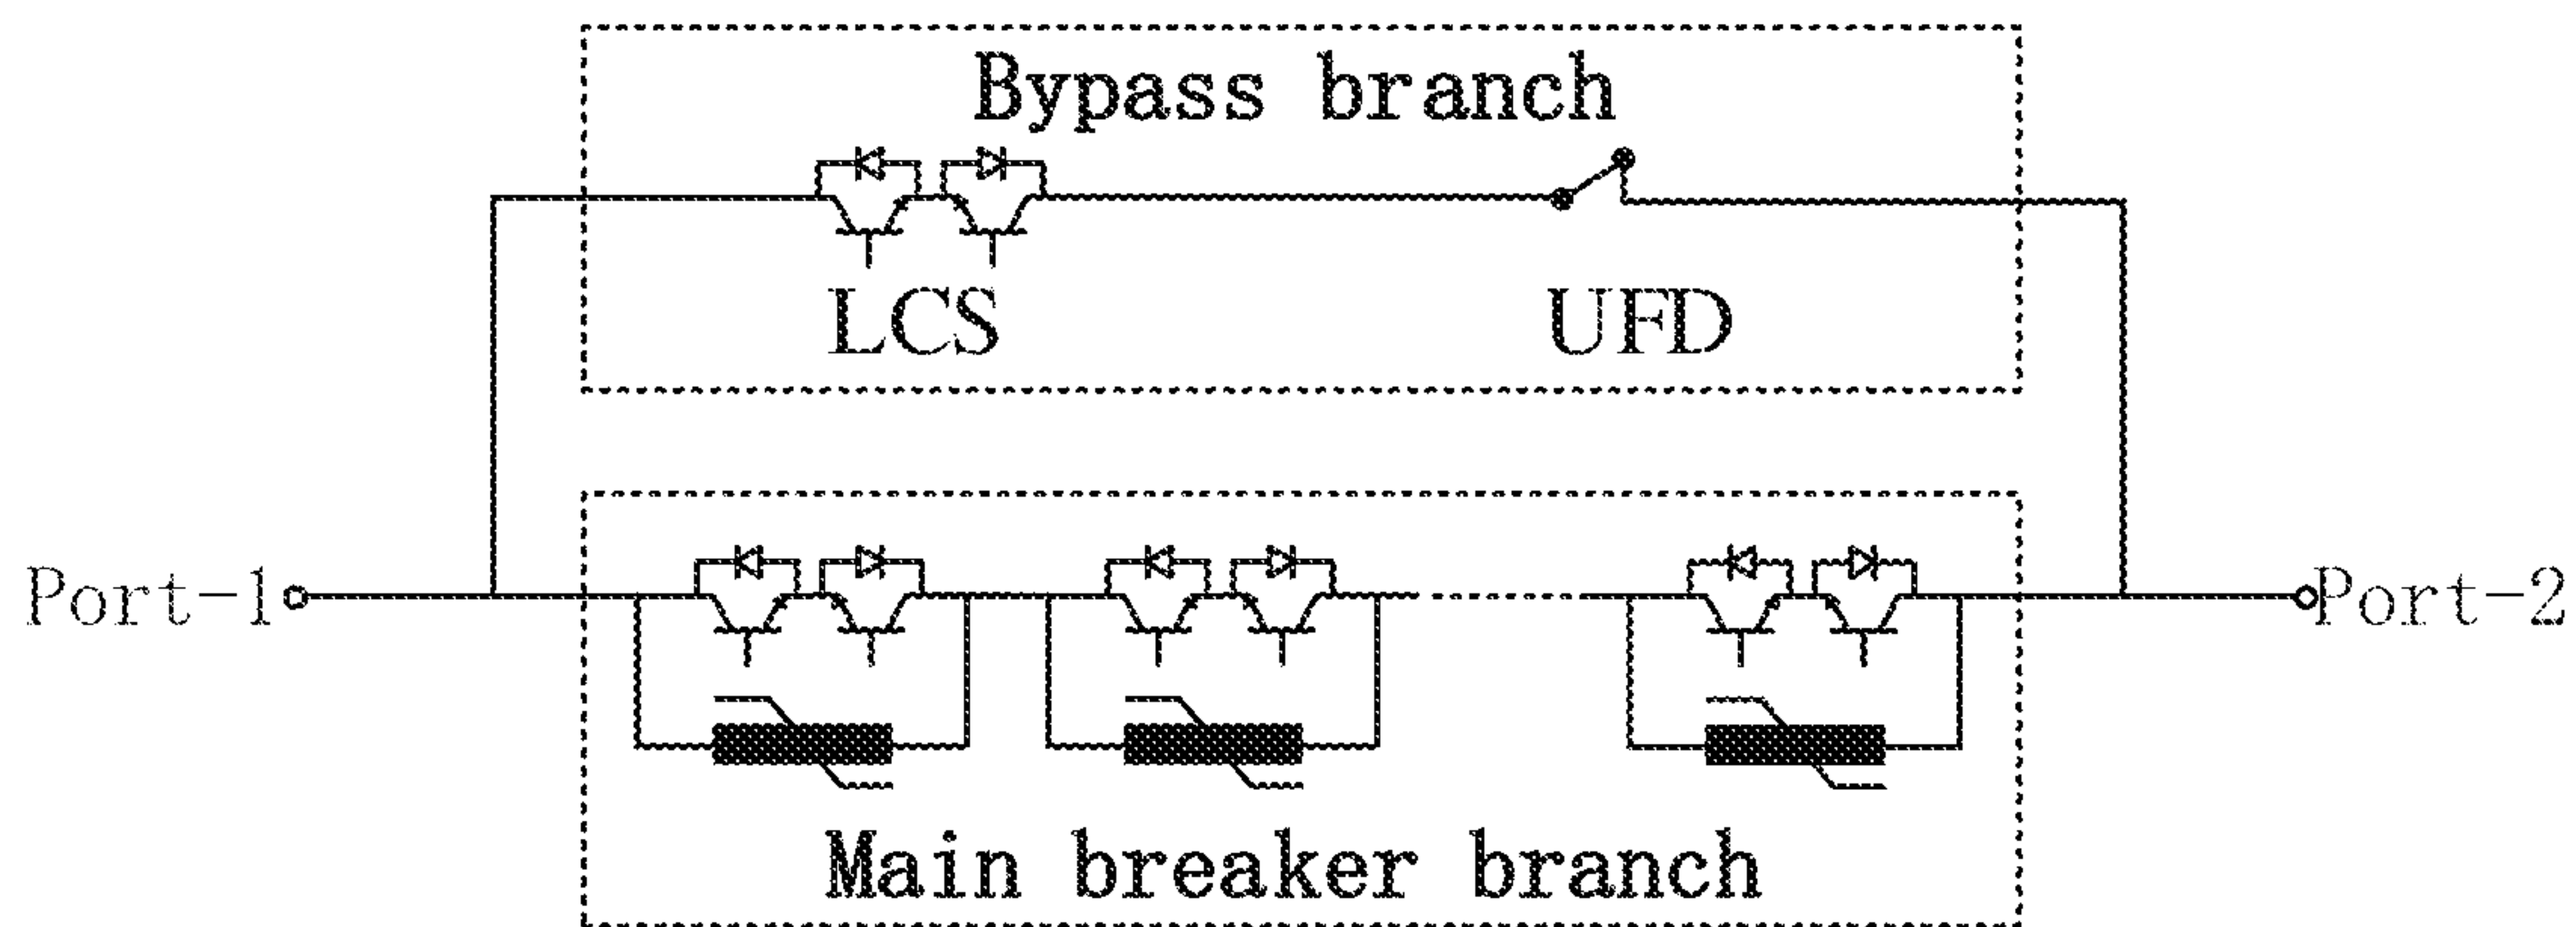 Bypass branch
LCS
UFD
Port-1
Port-2
Main breaker branch